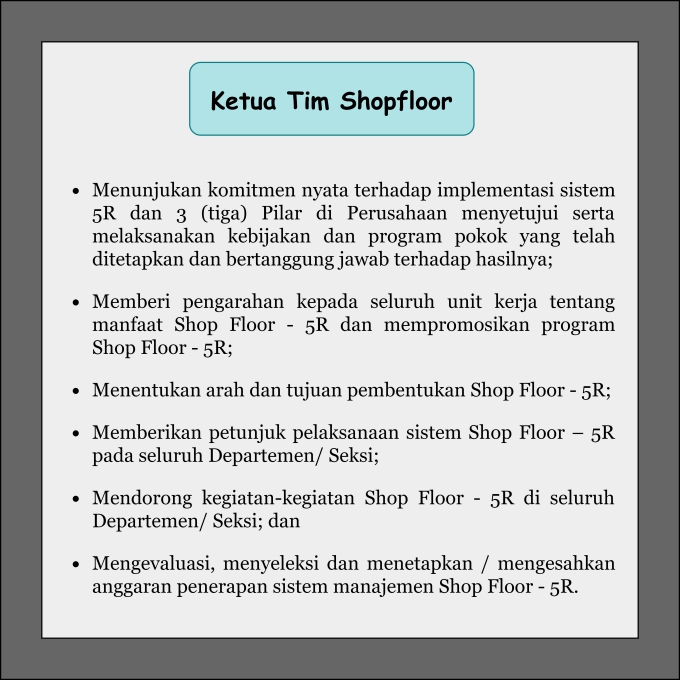 Ketua Tim Shopfloor
• Menunjukan komitmen nyata terhadap implementasi sistem
5R dan 3 (tiga) Pilar di Perusahaan menyetujui serta
melaksanakan kebijakan dan program pokok yang telah
ditetapkan dan bertanggung jawab terhadap hasilnya;
• Memberi pengarahan kepada seluruh unit kerja tentang
manfaat Shop Floor - 5R dan mempromosikan program
Shop Floor - 5R;
• Menentukan arah dan tujuan pembentukan Shop Floor - 5R;
• Memberikan petunjuk pelaksanaan sistem Shop Floor – 5R
pada seluruh Departemen/ Seksi;
• Mendorong kegiatan-kegiatan Shop Floor - 5R di seluruh
Departemen/ Seksi; dan
• Mengevaluasi, menyeleksi dan menetapkan / mengesahkan
anggaran penerapan sistem manajemen Shop Floor - 5R.